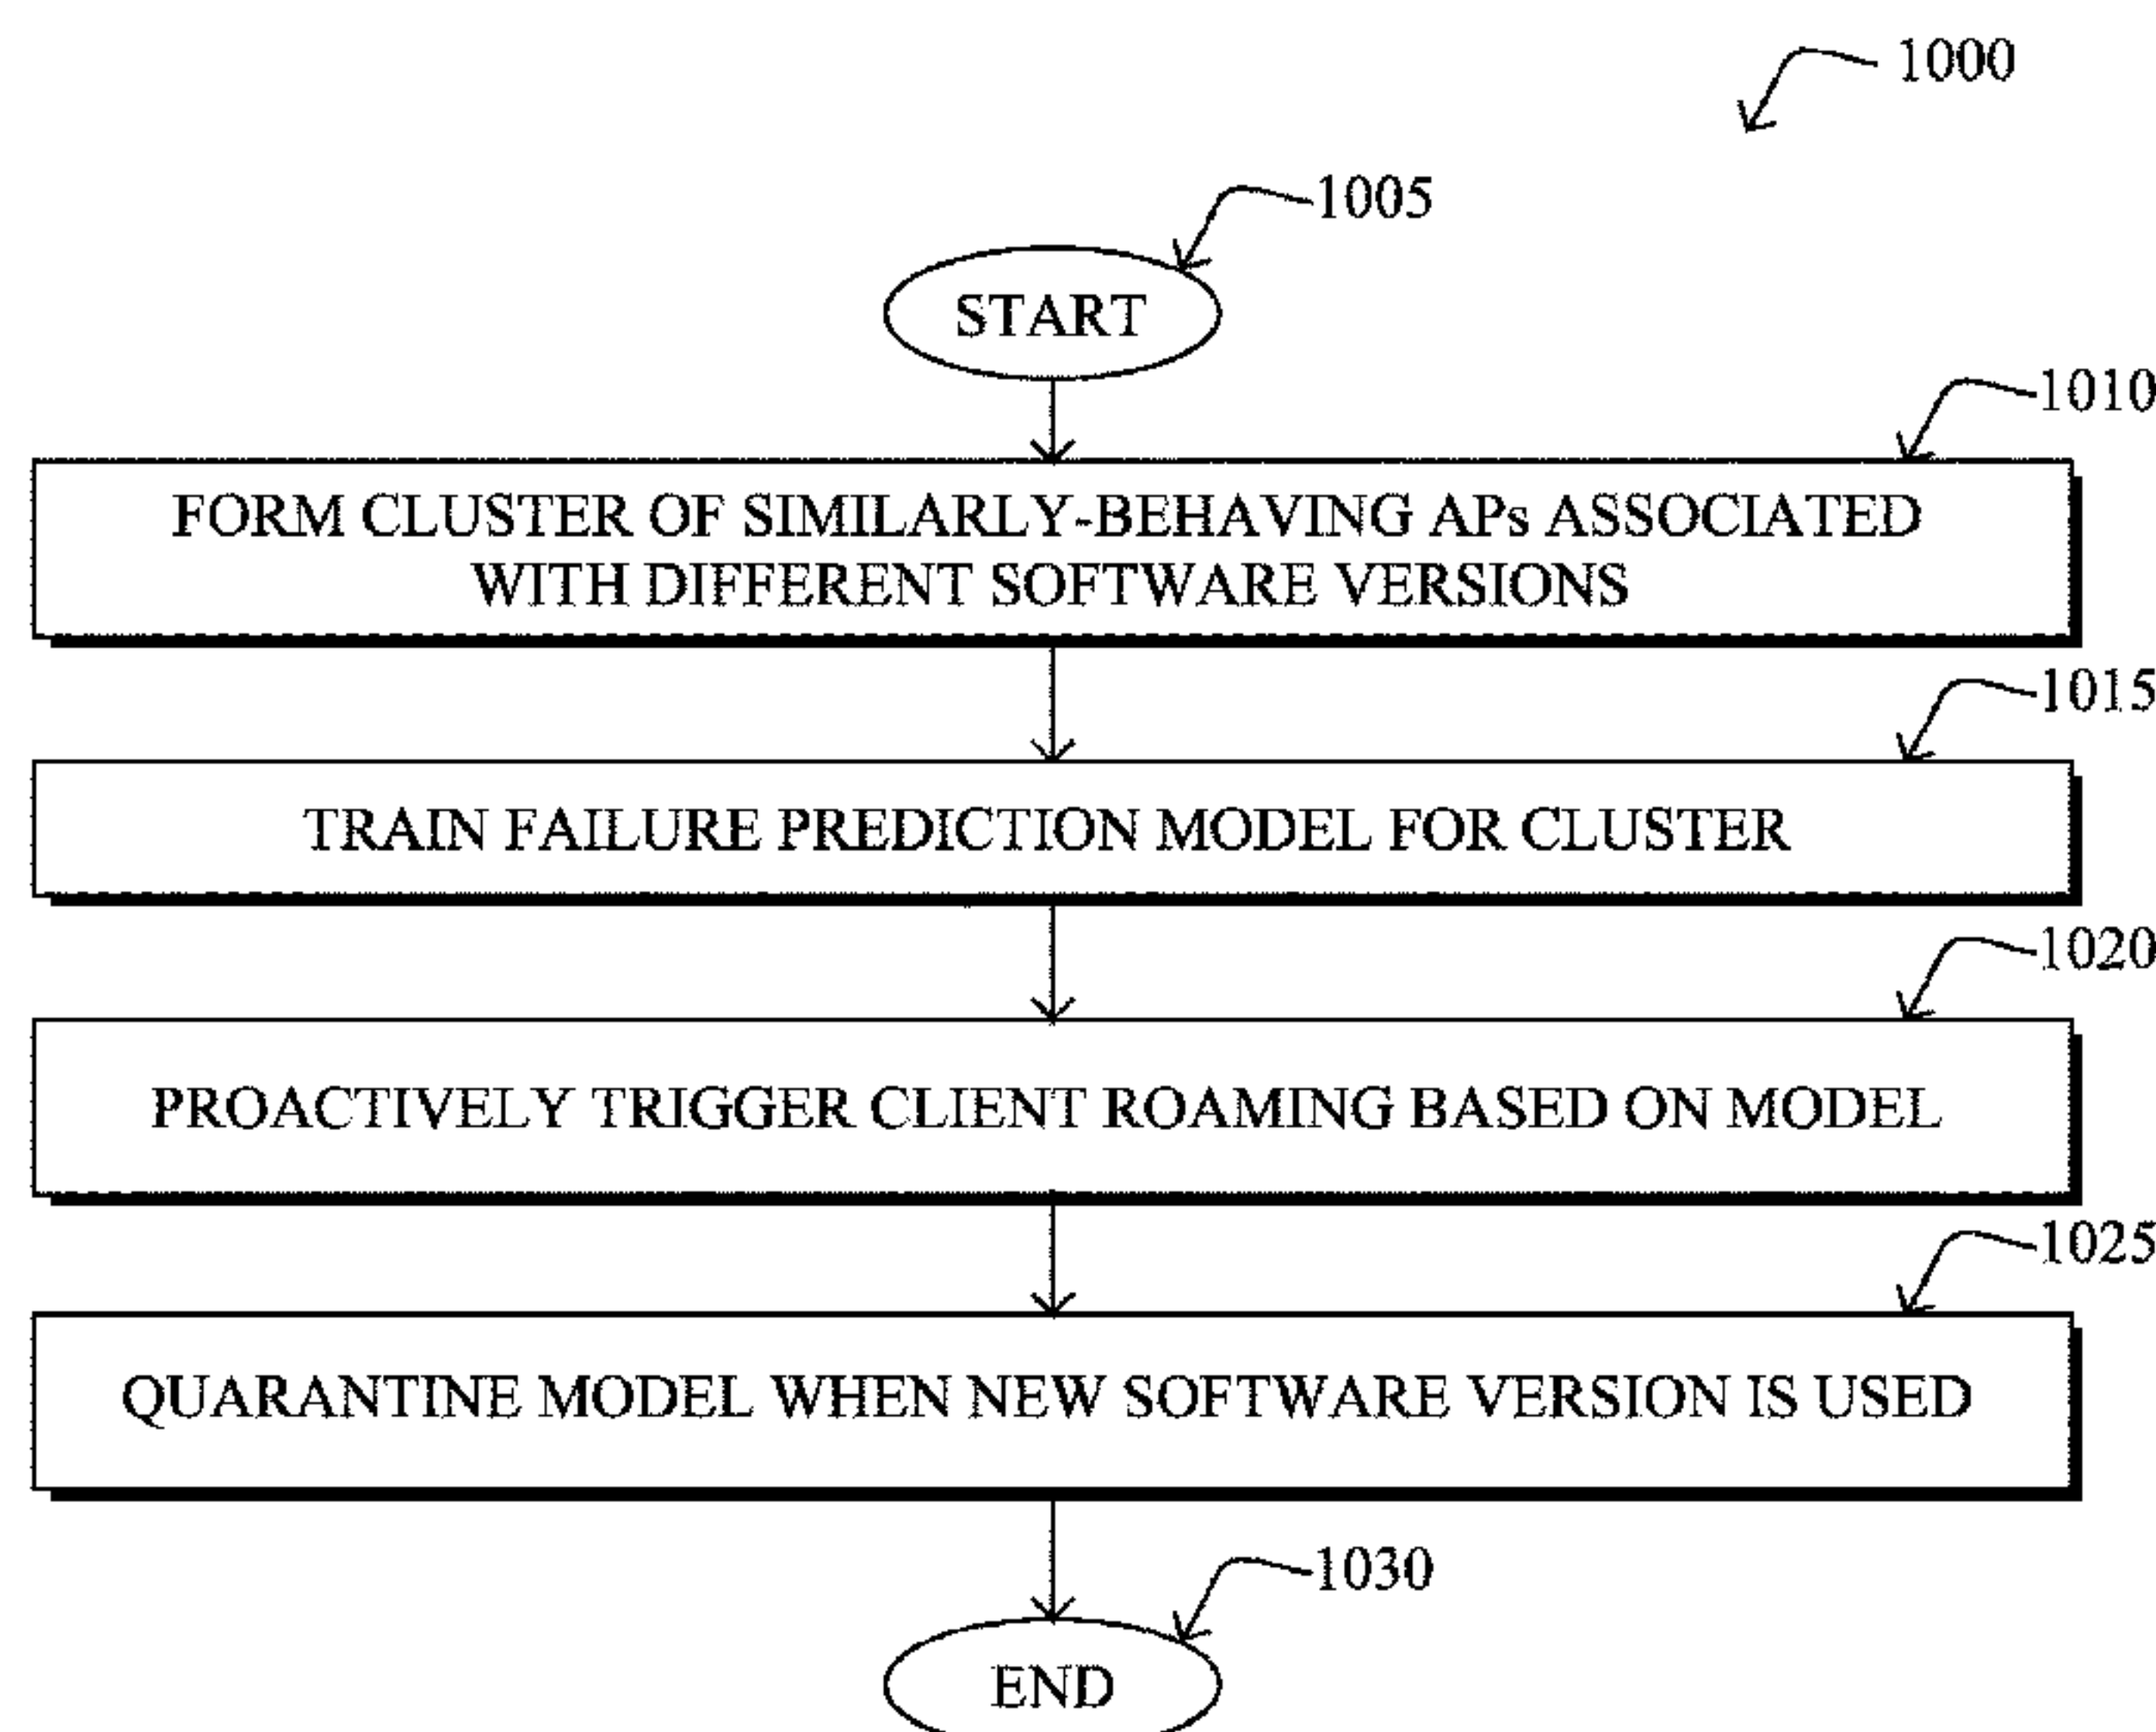 1000
1005
START
1010
FORM CLUSTER OF SIMILARLY-BEHAVING APs ASSOCIATED
WITH DIFFERENT SOFTWARE VERSIONS
1015
TRAIN FAILURE PREDICTION MODEL FOR CLUSTER
1020
PROACTIVELY TRIGGER CLIENT ROAMING BASED ON MODEL
1025
QUARANTINE MODEL WHEN NEW SOFTWARE VERSION IS USED
1030
END